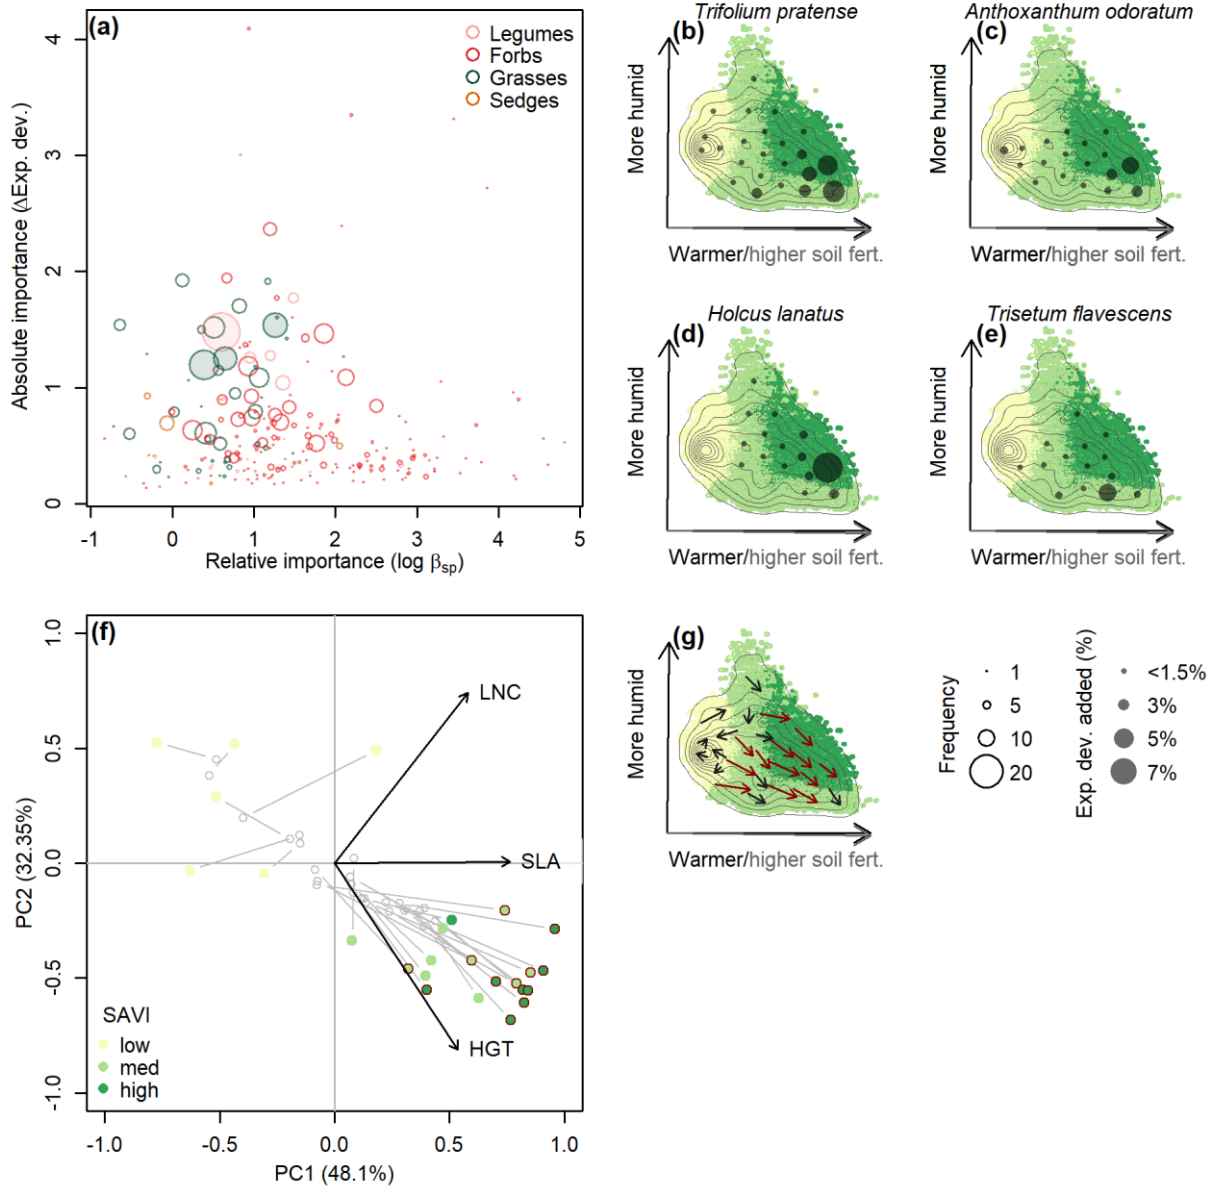 (a)
Legumes
Forbs
Grasses
Sedges
Absolute importance (ΔExp. dev.)
4
3
2
1
0
-1 0 1 2 3 4 5
Relative importance (log βsp)
Trifolium pratense
(b)
More humid
Warmer/higher soil fert.
Anthoxanthum odoratum
(c)
More humid
Warmer/higher soil fert.
Holcus lanatus
(d)
More humid
Warmer/higher soil fert.
Trisetum flavescens
(e)
More humid
Warmer/higher soil fert.
(f)
PC2 (32.35%)
1.0
0.5
0.0
-0.5
-1.0
LNC
SLA
HGT
SAVI
low
med
high
-1.0 -0.5 0.0 0.5 1.0
PC1 (48.1%)
(g)
More humid
Warmer/higher soil fert.
Frequency
1
5
10
20
Exp. dev. added (%)
<1.5%
3%
5%
7%